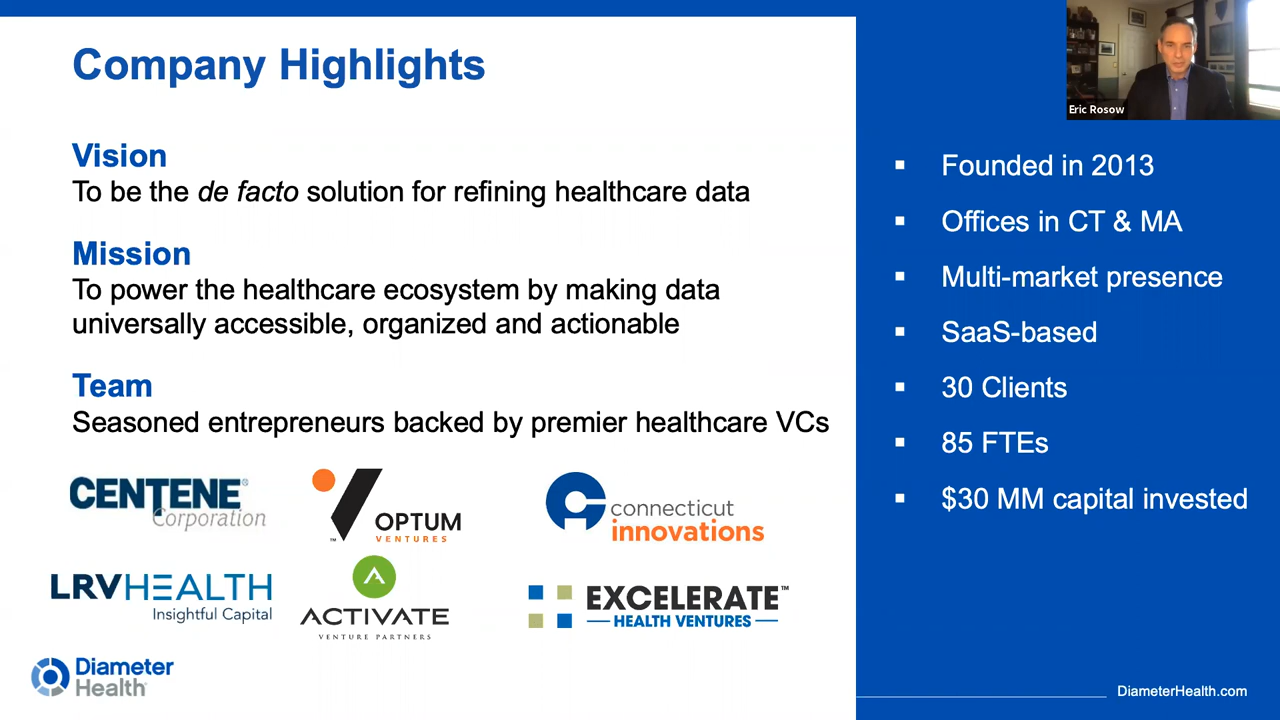 Company Highlights
Eric Rosow
Vision
To be the de facto solution for refining healthcare data
Mission
To power the healthcare ecosystem by making data
universally accessible, organized and actionable
Team
Seasoned entrepreneurs backed by premier healthcare VCs
CENTENE®
Corporation
OPTUM
VENTURES
™
connecticut
innovations
LRVHEALTH
Insightful Capital
ACTIVATE
VENTURE PARTNERS
EXCELERATE™
HEALTH VENTURES
Diameter
Health
▪ Founded in 2013
▪ Offices in CT & MA
▪ Multi-market presence
▪ SaaS-based
▪ 30 Clients
▪ 85 FTEs
▪ $30 MM capital invested
DiameterHealth.com